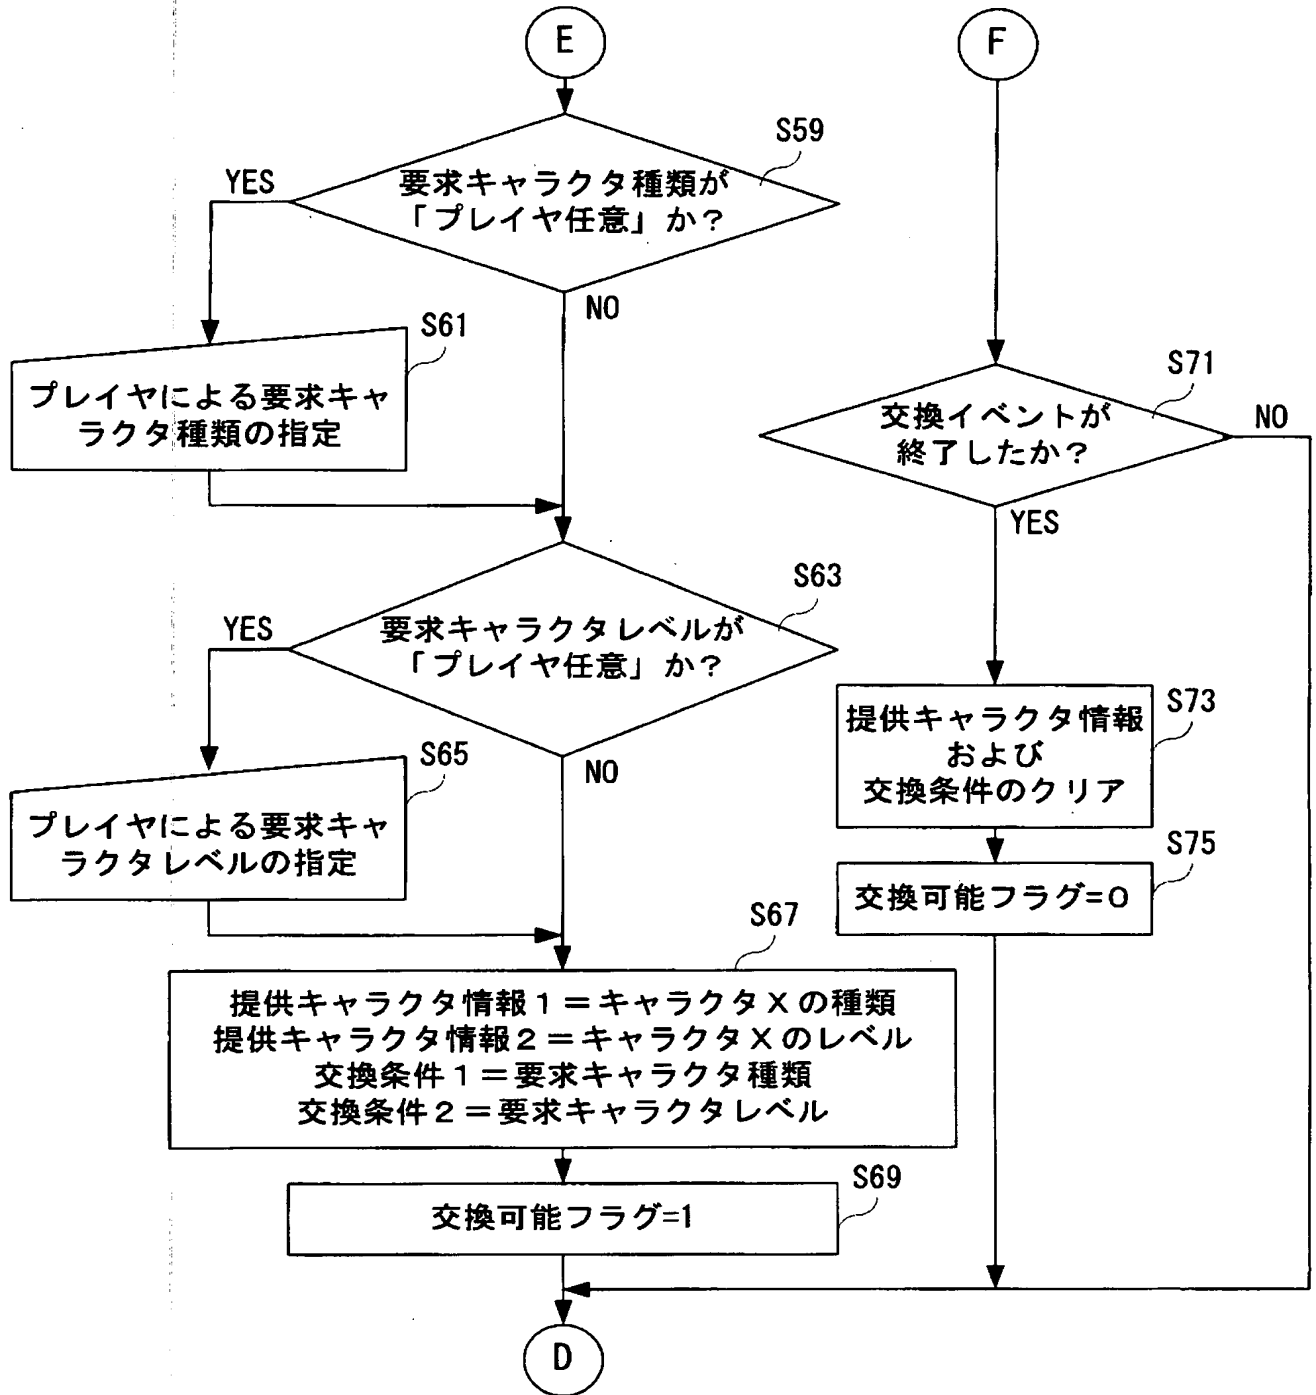 E
S59
要求キャラクタ種類が
「プレイヤ任意」か？
YES
NO
S61
プレイヤによる要求キャ
ラクタ種類の指定
S63
要求キャラクタレベルが
「プレイヤ任意」か？
YES
NO
S65
プレイヤによる要求キャ
ラクタレベルの指定
S67
提供キャラクタ情報１＝キャラクタＸの種類
提供キャラクタ情報２＝キャラクタＸのレベル
交換条件１＝要求キャラクタ種類
交換条件２＝要求キャラクタレベル
S69
交換可能フラグ=1
F
S71
交換イベントが
終了したか？
NO
YES
S73
提供キャラクタ情報
および
交換条件のクリア
S75
交換可能フラグ=０
D